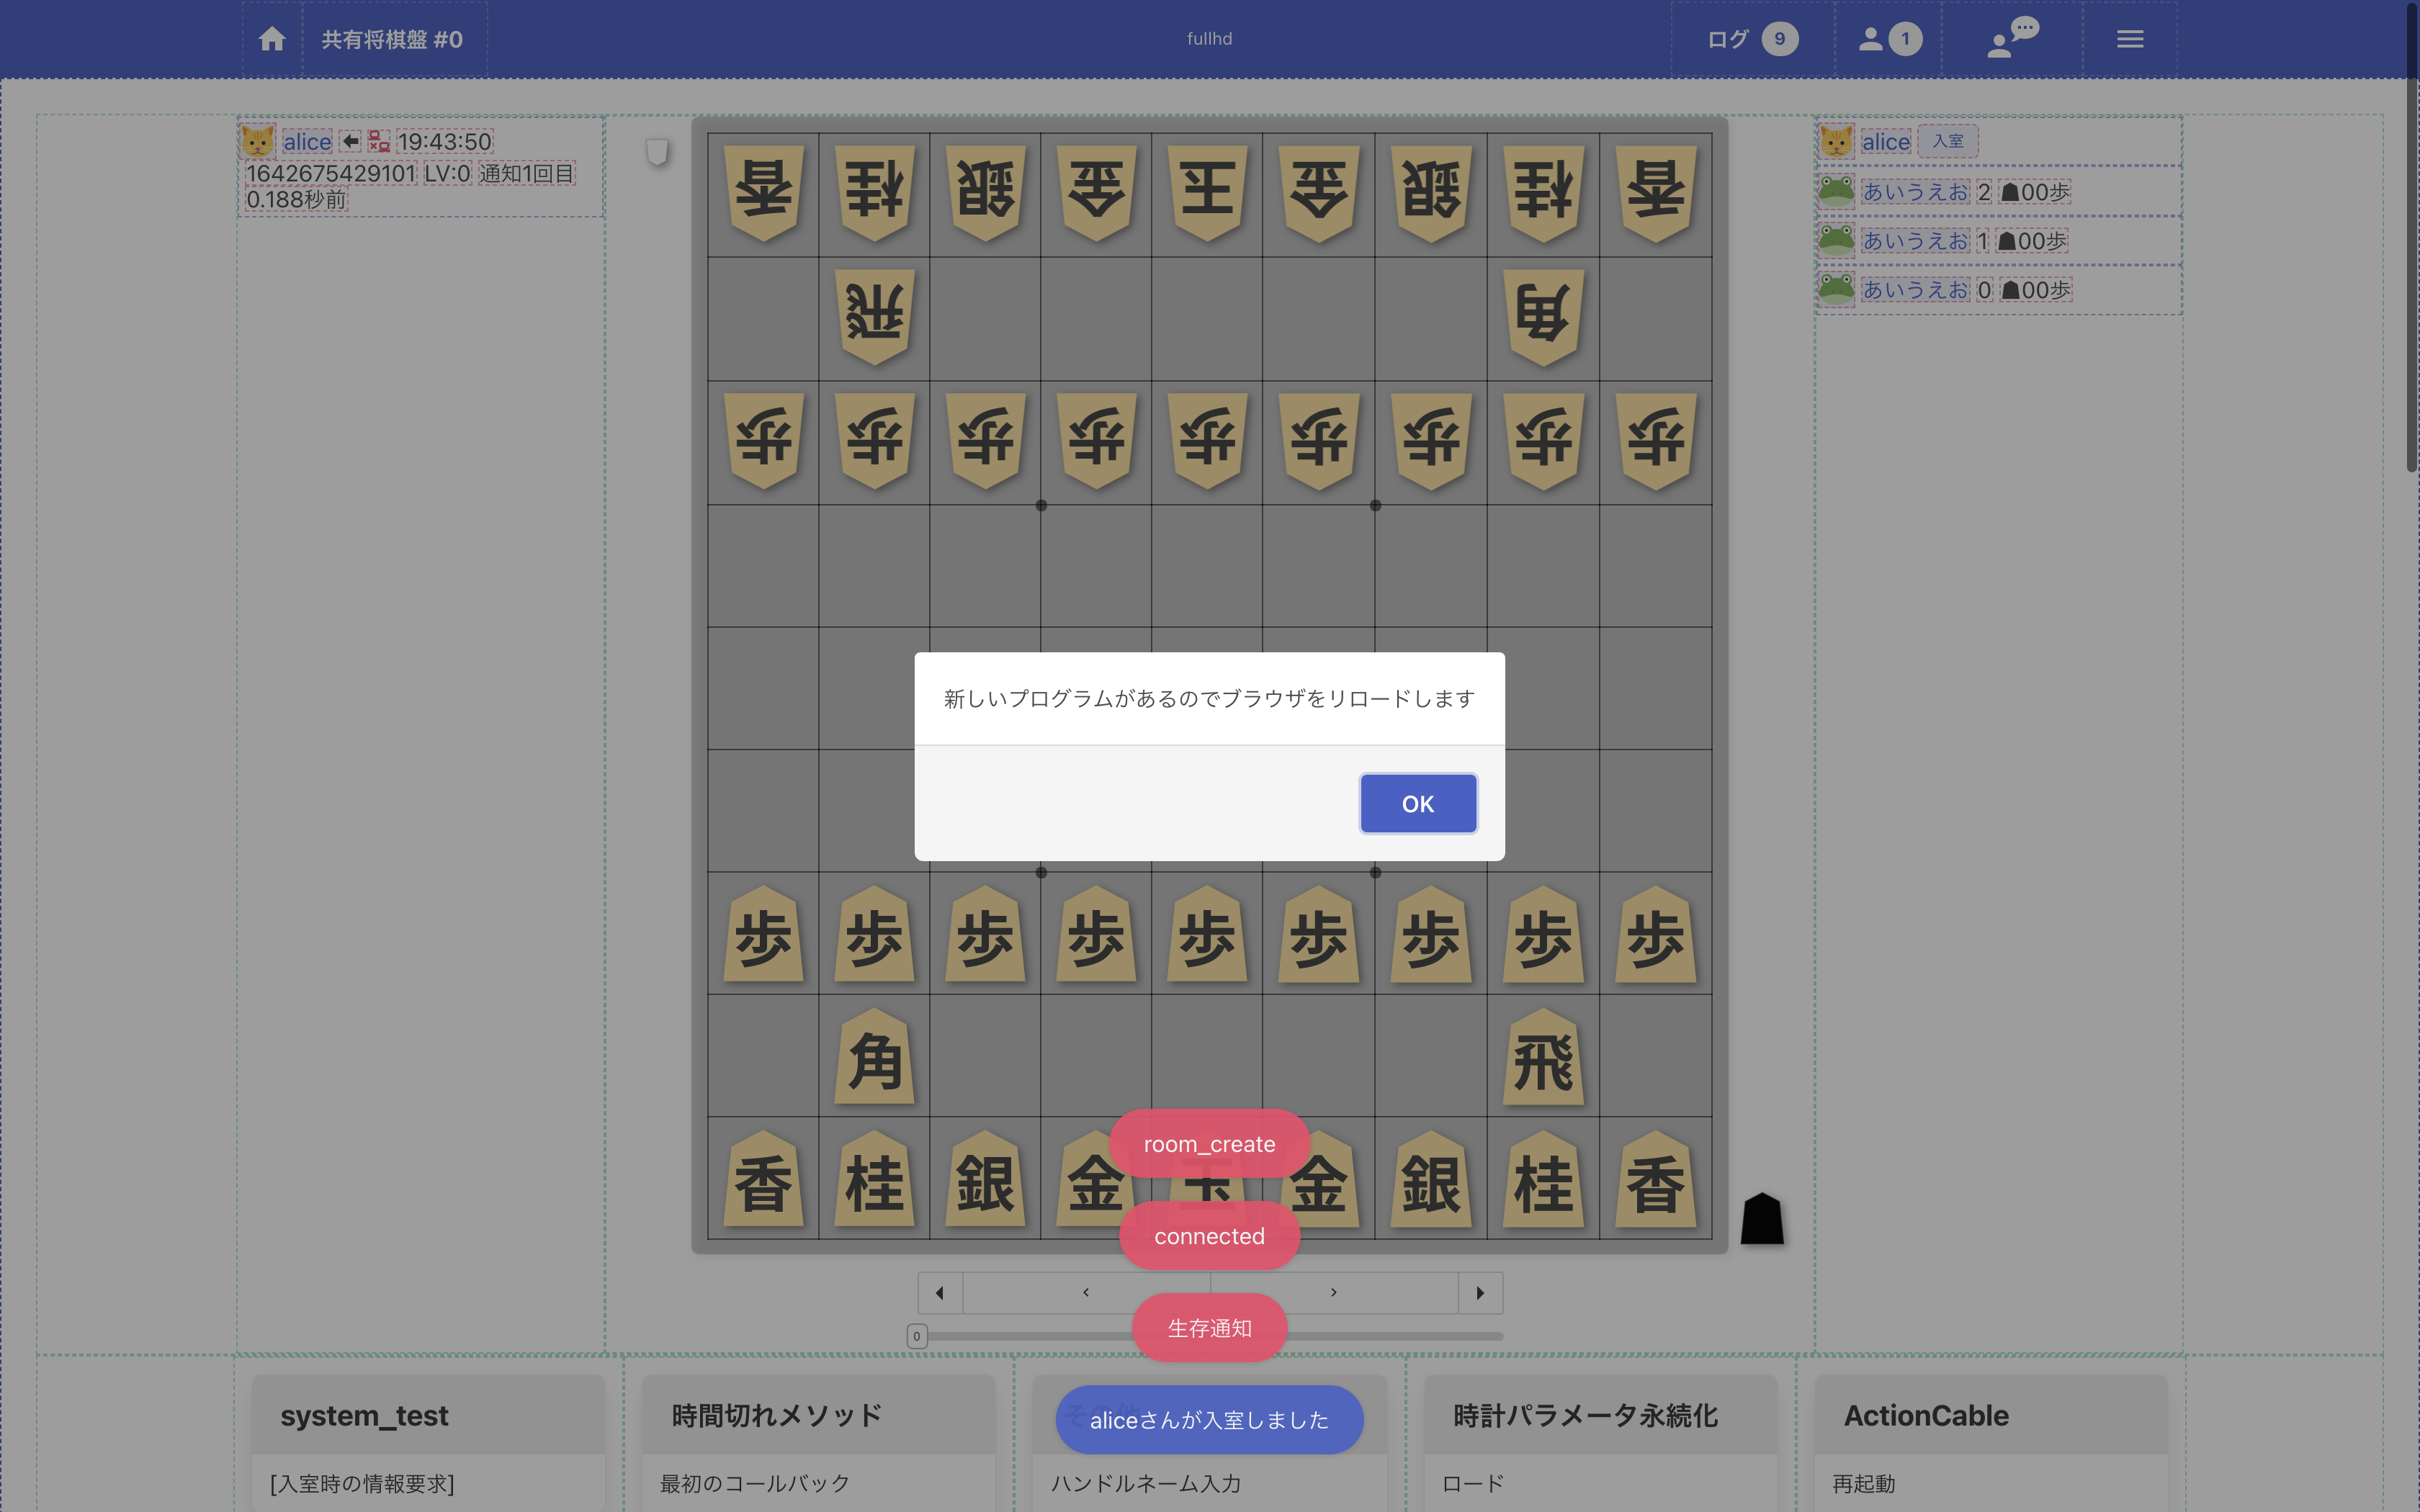 共有将棋盤 #0
fullhd
ログ 9
1
alice 19:43:50
1642675429101 LV:0 通知1回目
0.188秒前
alice 入室
あいうえお 2 ☗00歩
あいうえお 1 ☗00歩
あいうえお 0 ☗00歩
香 桂 銀 金 玉 金 銀 桂 香
飛 角
歩 歩 歩 歩 歩 歩 歩 歩 歩
新しいプログラムがあるのでブラウザをリロードします
OK
歩 歩 歩 歩 歩 歩 歩 歩 歩
角 飛
香 桂 銀 金 玉 金 銀 桂 香
room_create
connected
生存通知
0
aliceさんが入室しました
system_test
時間切れメソッド
その他
時計パラメータ永続化
ActionCable
[入室時の情報要求]
最初のコールバック
ハンドルネーム入力
ロード
再起動